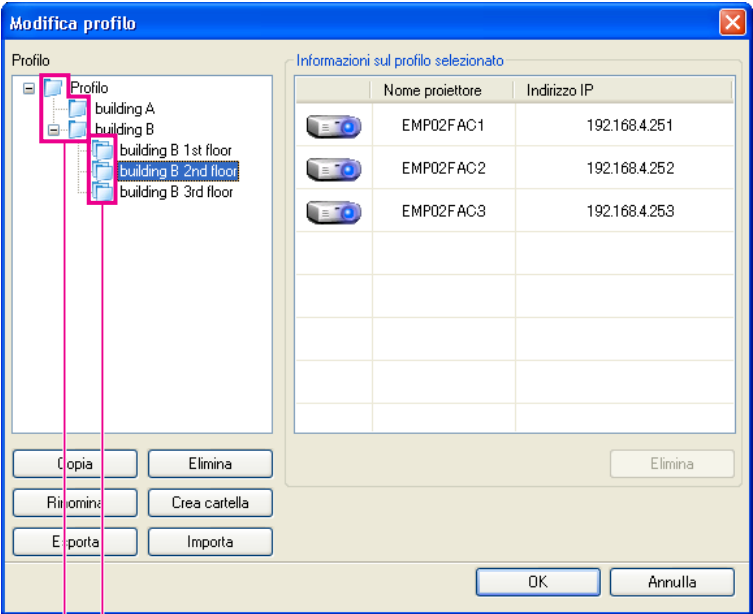 Modifica profilo
Profilo
Profilo
building A
building B
building B 1st floor
building B 2nd floor
building B 3rd floor
Copia
Elimina
Rinomina
Crea cartella
Esporta
Importa
Informazioni sul profilo selezionato
Nome proiettore Indirizzo IP
EMP02FAC1 192.168.4.251
EMP02FAC2 192.168.4.252
EMP02FAC3 192.168.4.253
Elimina
OK
Annulla